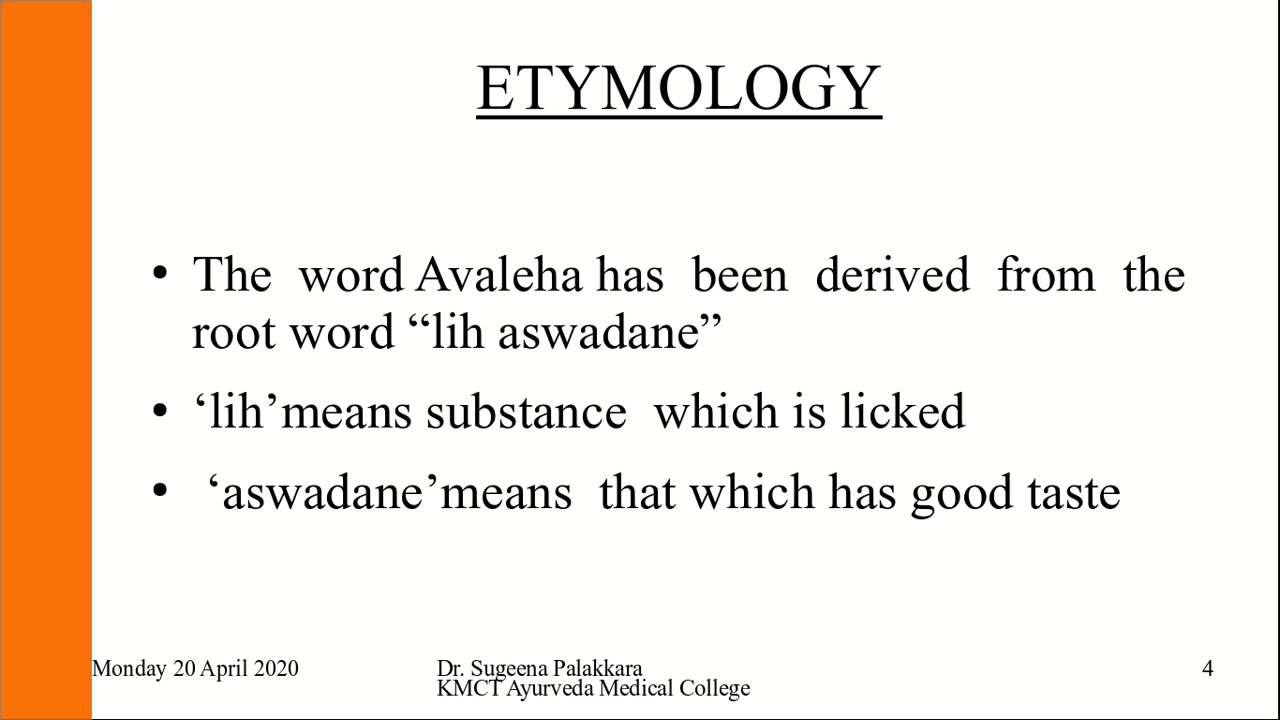 ETYMOLOGY
• The word Avaleha has been derived from the
root word “lih aswadane”
• ‘lih’means substance which is licked
• ‘aswadane’means that which has good taste
Monday 20 April 2020
Dr. Sugeena Palakkara
KMCT Ayurveda Medical College
4